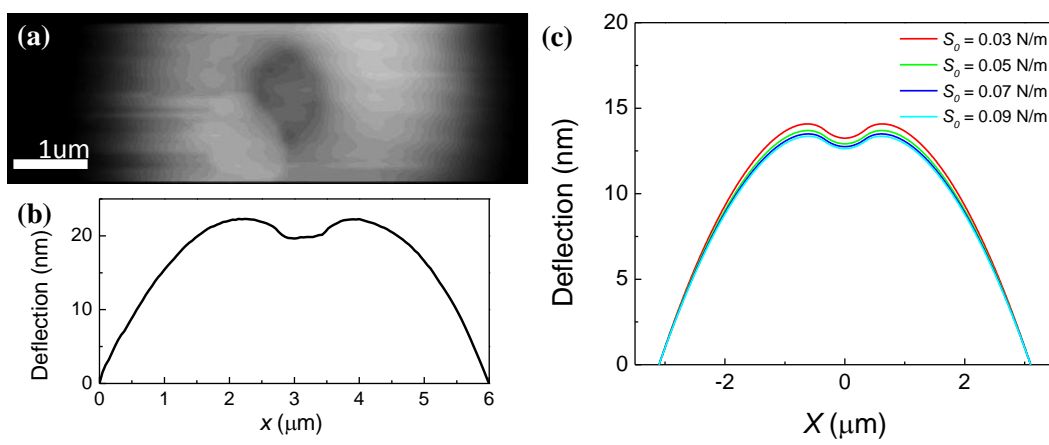 (a)
1um
(b)
Deflection (nm)
20
10
0
0 1 2 3 4 5 6
x (μm)
(c)
S0 = 0.03 N/m
S0 = 0.05 N/m
S0 = 0.07 N/m
S0 = 0.09 N/m
Deflection (nm)
20
15
10
5
0
-2 0 2
X (μm)